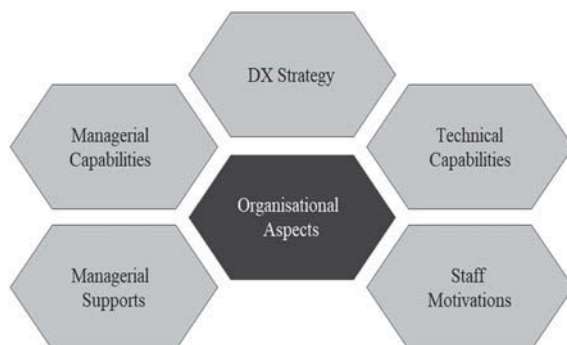 DX Strategy
Managerial
Capabilities
Technical
Capabilities
Organisational
Aspects
Managerial
Supports
Staff
Motivations